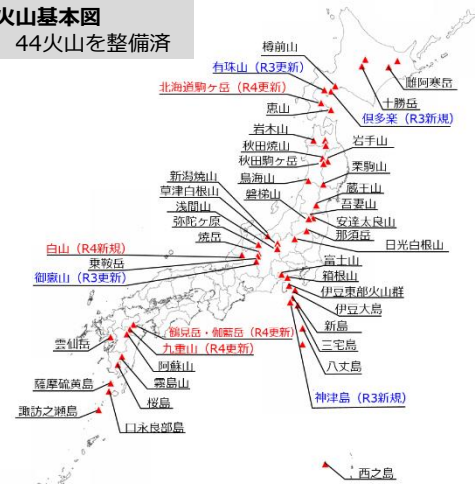 火山基本図
44火山を整備済
樽前山
有珠山（R3更新）
北海道駒ヶ岳（R4更新）
恵山
雌阿寒岳
十勝岳
倶多楽（R3新規）
岩木山
秋田焼山
秋田駒ヶ岳
鳥海山
磐梯山
岩手山
栗駒山
蔵王山
吾妻山
安達太良山
那須岳
日光白根山
新潟焼山
草津白根山
浅間山
弥陀ヶ原
焼岳
白山（R4新規）
乗鞍岳
御嶽山（R3更新）
富士山
箱根山
伊豆東部火山群
伊豆大島
新島
三宅島
八丈島
神津島（R3新規）
鶴見岳・伽藍岳（R4更新）
九重山（R4更新）
雲仙岳
阿蘇山
霧島山
桜島
薩摩硫黄島
口永良部島
諏訪之瀬島
西之島